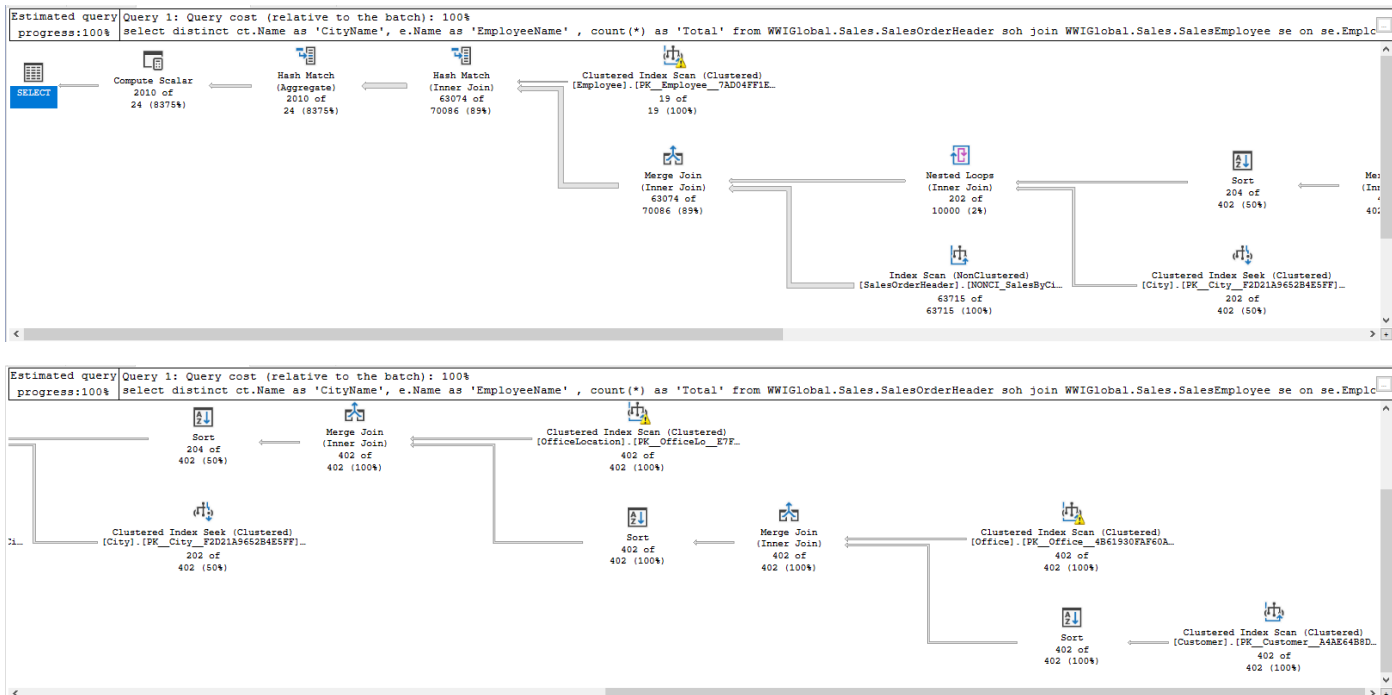 Estimated query progress:100%
Query 1: Query cost (relative to the batch): 100%
select distinct ct.Name as 'CityName', e.Name as 'EmployeeName' , count(*) as 'Total' from WWIGlobal.Sales.SalesOrderHeader soh join WWIGlobal.Sales.SalesEmployee se on se.Emplo
SELECT
Compute Scalar
2010 of
24 (8375%)
Hash Match
(Aggregate)
2010 of
24 (8375%)
Hash Match
(Inner Join)
63074 of
70086 (89%)
Clustered Index Scan (Clustered)
[Employee].[PK__Employee__7AD04FF1E…
19 of
19 (100%)
Merge Join
(Inner Join)
63074 of
70086 (89%)
Nested Loops
(Inner Join)
202 of
10000 (2%)
Sort
204 of
402 (50%)
Index Scan (NonClustered)
[SalesOrderHeader].[NONCI_SalesByCi…
63715 of
63715 (100%)
Clustered Index Seek (Clustered)
[City].[PK__City__F2D21A9652B4E5FF]…
202 of
402 (50%)
Estimated query progress:100%
Query 1: Query cost (relative to the batch): 100%
select distinct ct.Name as 'CityName', e.Name as 'EmployeeName' , count(*) as 'Total' from WWIGlobal.Sales.SalesOrderHeader soh join WWIGlobal.Sales.SalesEmployee se on se.Emplo
Sort
204 of
402 (50%)
Merge Join
(Inner Join)
402 of
402 (100%)
Clustered Index Scan (Clustered)
[OfficeLocation].[PK__OfficeLo__E7F…
402 of
402 (100%)
Clustered Index Seek (Clustered)
[City].[PK__City__F2D21A9652B4E5FF]…
202 of
402 (50%)
Sort
402 of
402 (100%)
Merge Join
(Inner Join)
402 of
402 (100%)
Clustered Index Scan (Clustered)
[Office].[PK__Office__4B61930FAF60A…
402 of
402 (100%)
Sort
402 of
402 (100%)
Clustered Index Scan (Clustered)
[Customer].[PK__Customer__A4AE64B8D…
402 of
402 (100%)